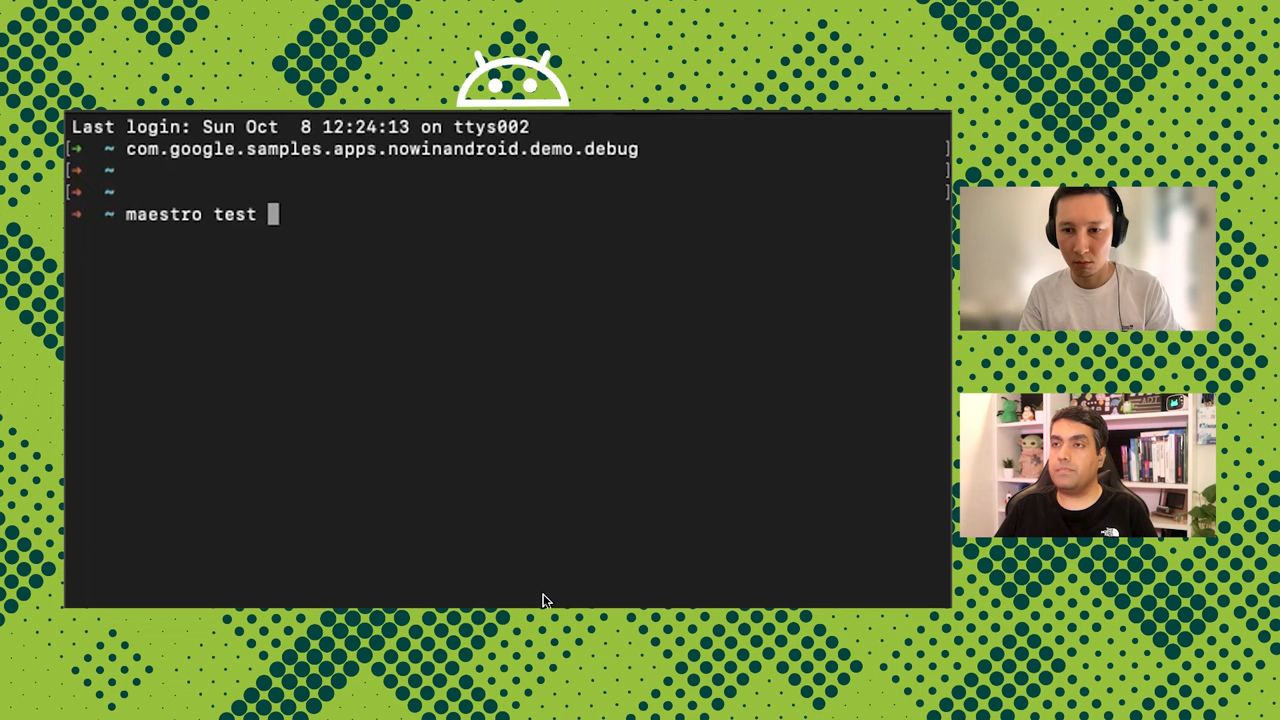 Last login: Sun Oct  8 12:24:13 on ttys002
[➜  ~ com.google.samples.apps.nowinandroid.demo.debug ]
[➜  ~ ]
[➜  ~ ]
➜  ~ maestro test